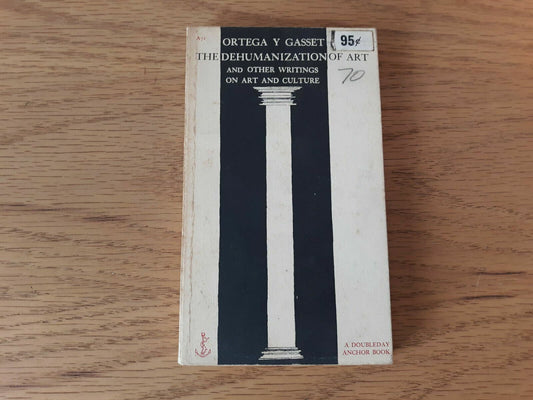 ORTEGA Y GASSET
95¢
THE DEHUMANIZATION OF ART
70
AND OTHER WRITINGS
ON ART AND CULTURE
A DOUBLEDAY
ANCHOR BOOK